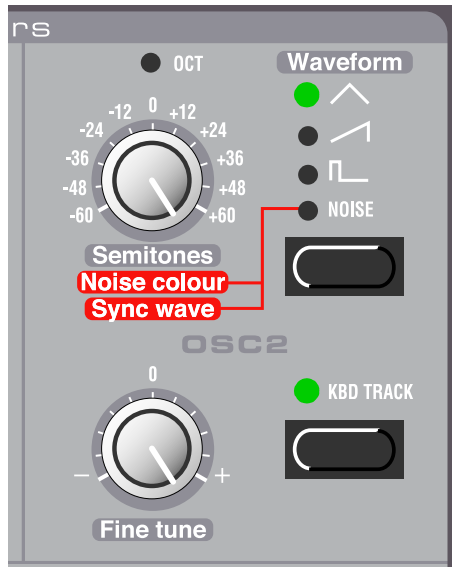 rs
OCT
Waveform
-12 0 +12
-24 +24
-36 +36
-48 +48
-60 +60
NOISE
Semitones
Noise colour
Sync wave
OSC2
0
KBD TRACK
- +
Fine tune